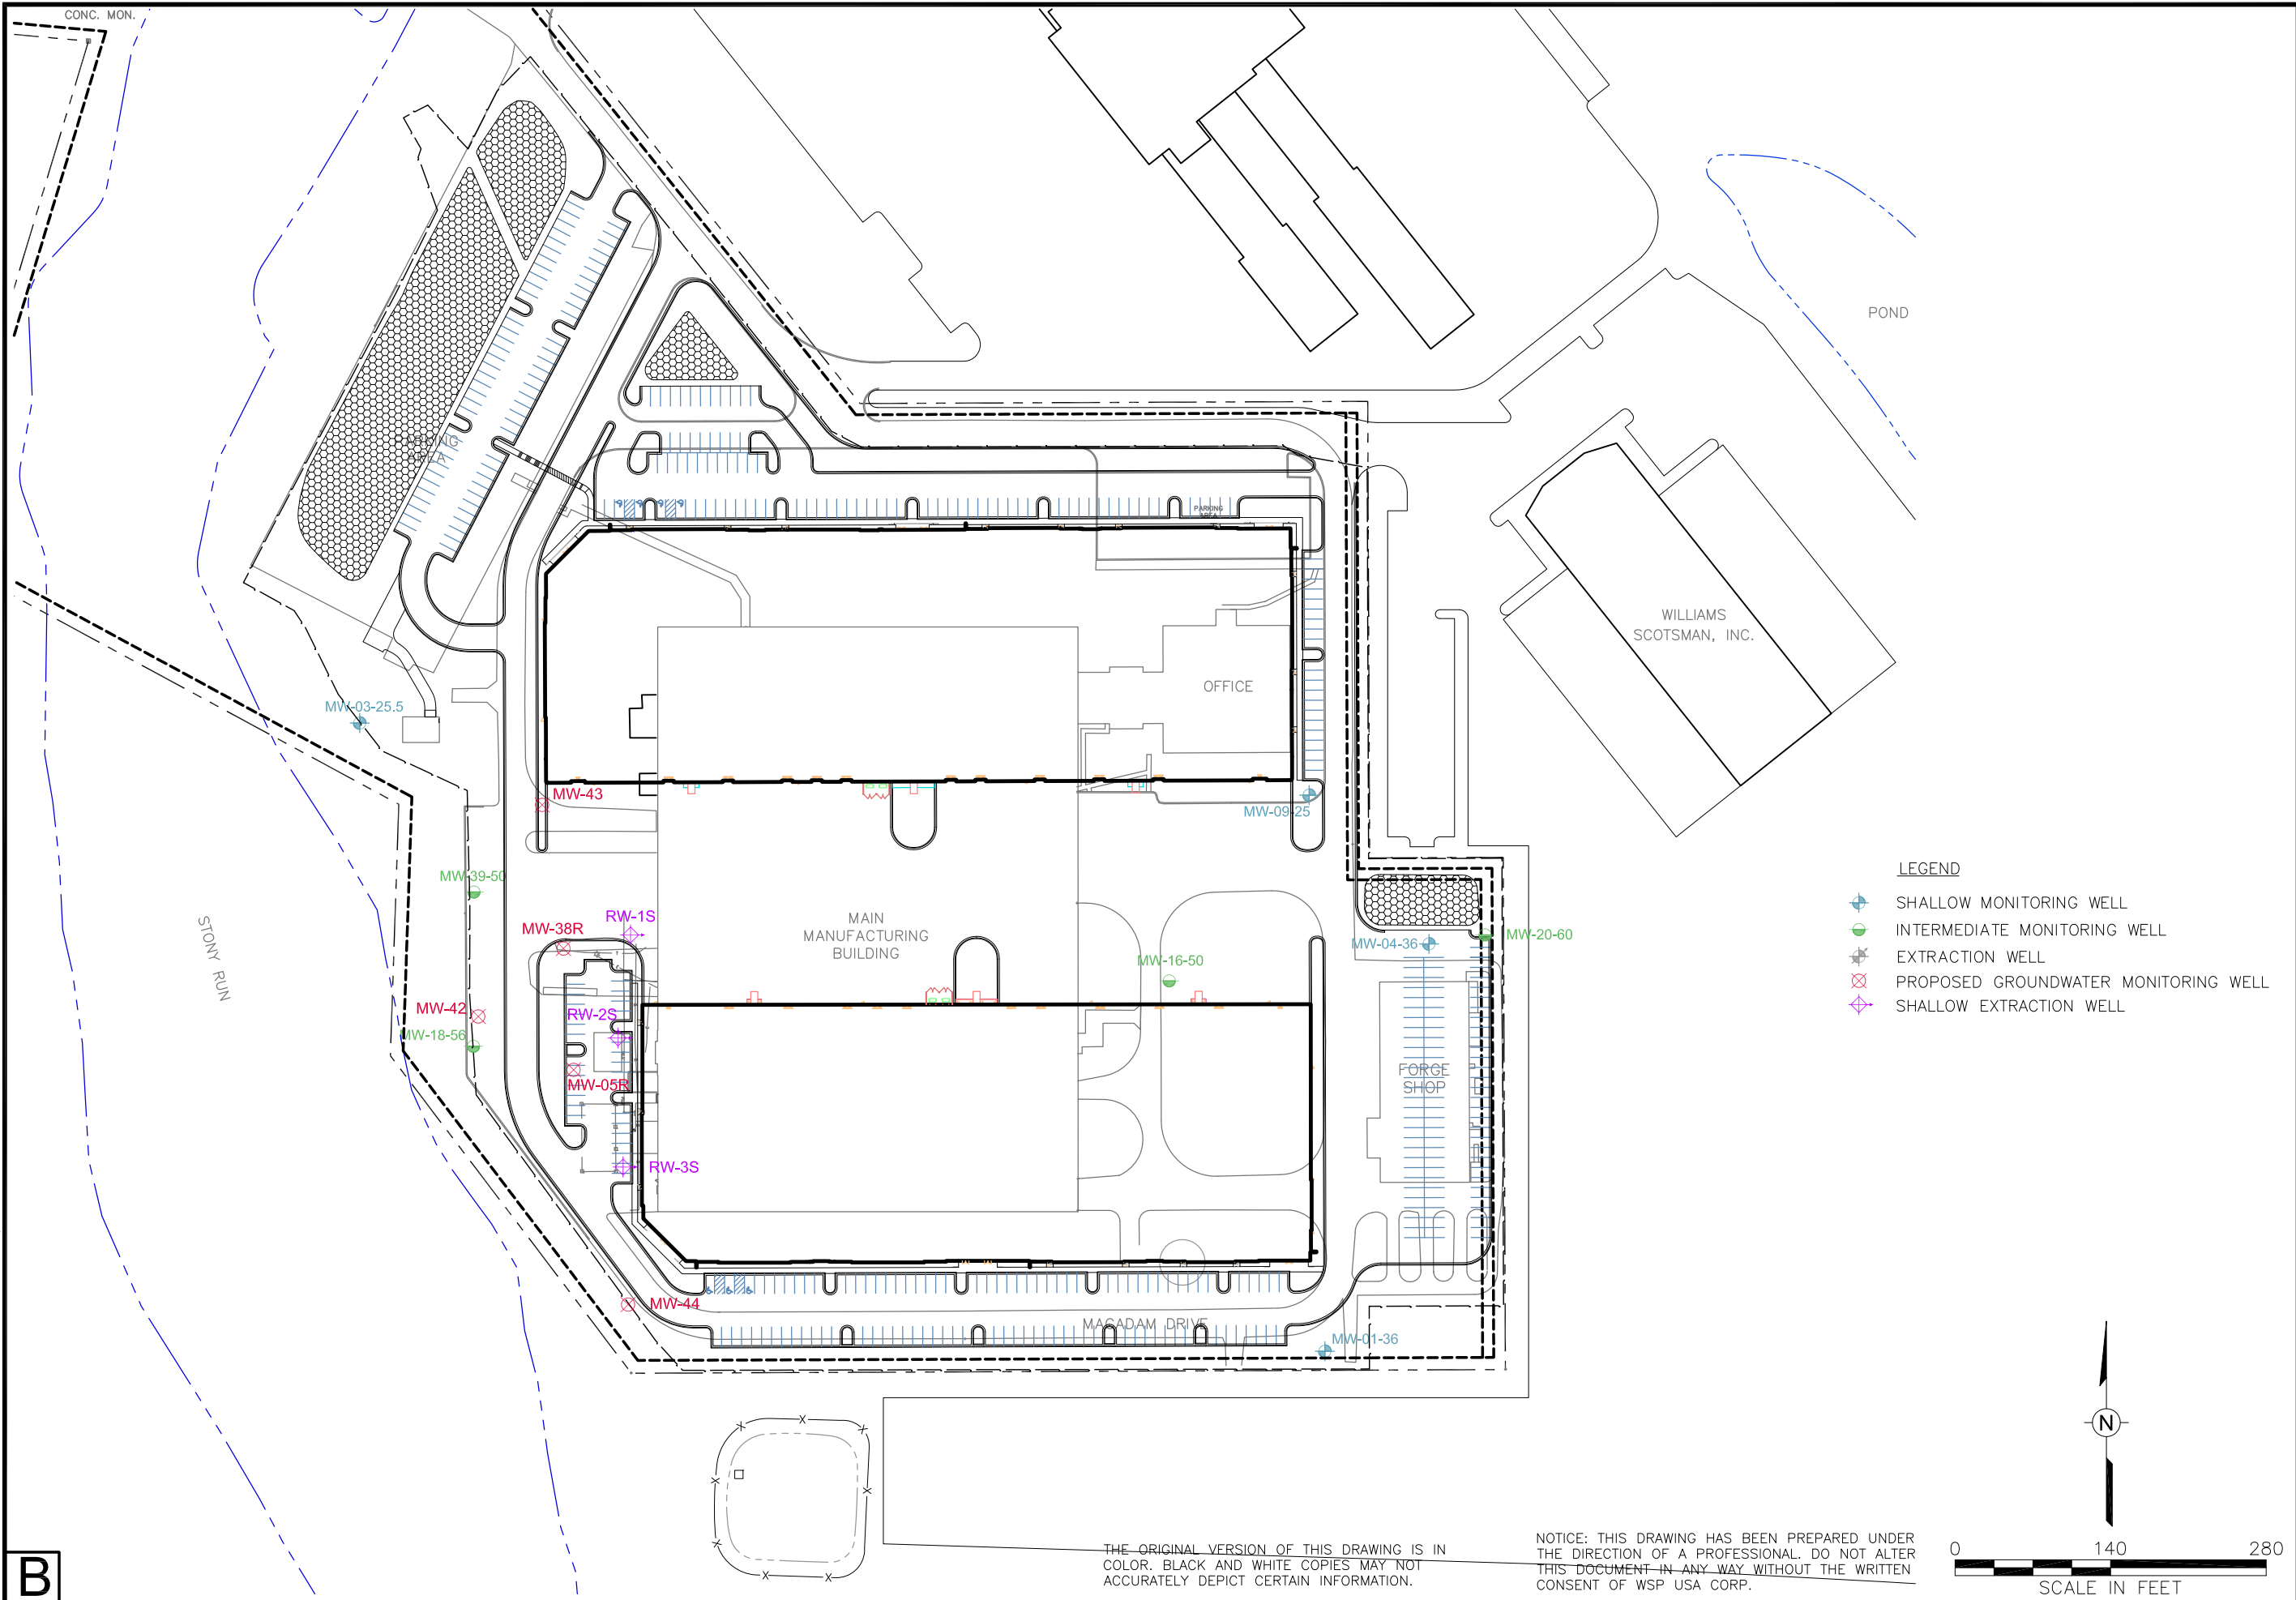 CONC. MON.
POND
PARKING
AREA
PARKING
AREA
WILLIAMS
SCOTSMAN, INC.
OFFICE
MW-03-25.5
MW-43
MW-09-25
MW-39-50
LEGEND
SHALLOW MONITORING WELL
INTERMEDIATE MONITORING WELL
EXTRACTION WELL
PROPOSED GROUNDWATER MONITORING WELL
SHALLOW EXTRACTION WELL
STONY RUN
MW-38R
RW-1S
MAIN
MANUFACTURING
BUILDING
MW-16-50
MW-04-36
MW-20-60
MW-42
MW-18-56
RW-2S
MW-05R
FORGE
SHOP
RW-3S
MW-44
MACADAM DRIVE
MW-01-36
N
THE ORIGINAL VERSION OF THIS DRAWING IS IN
COLOR. BLACK AND WHITE COPIES MAY NOT
ACCURATELY DEPICT CERTAIN INFORMATION.
NOTICE: THIS DRAWING HAS BEEN PREPARED UNDER
THE DIRECTION OF A PROFESSIONAL. DO NOT ALTER
THIS DOCUMENT IN ANY WAY WITHOUT THE WRITTEN
CONSENT OF WSP USA CORP.
0 140 280
SCALE IN FEET
B